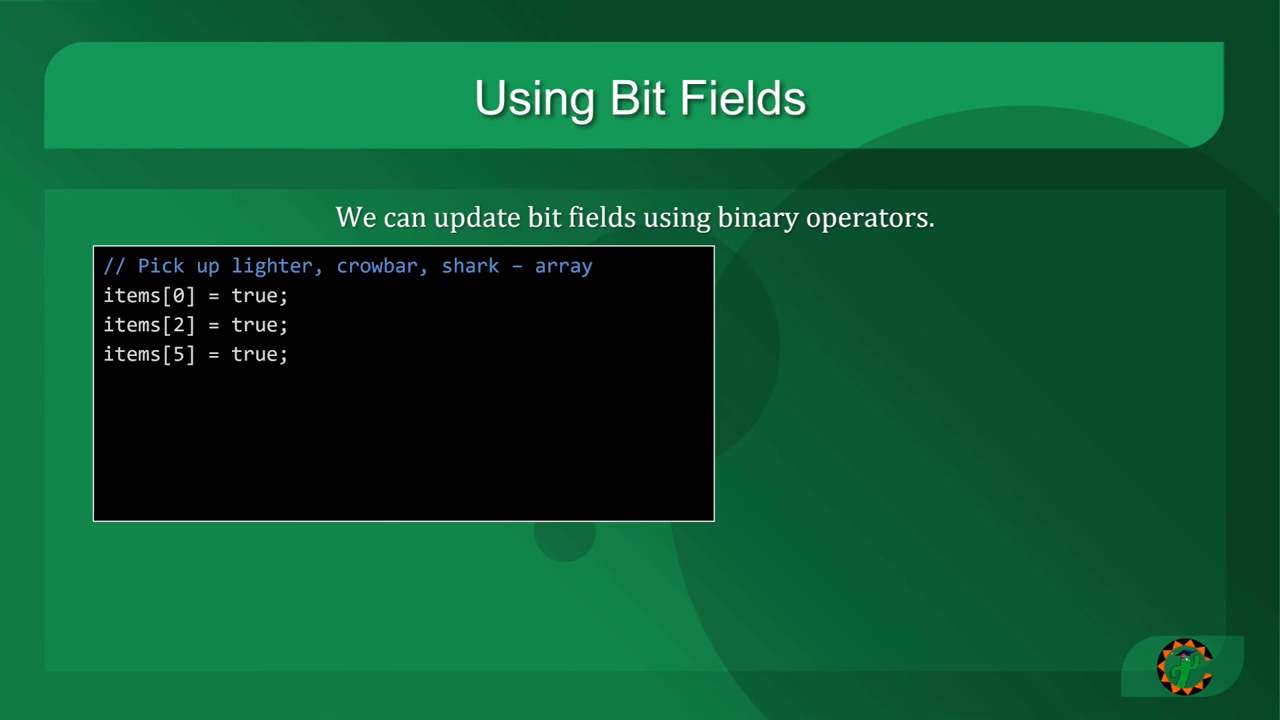 Using Bit Fields
We can update bit fields using binary operators.
// Pick up lighter, crowbar, shark – array
items[0] = true;
items[2] = true;
items[5] = true;